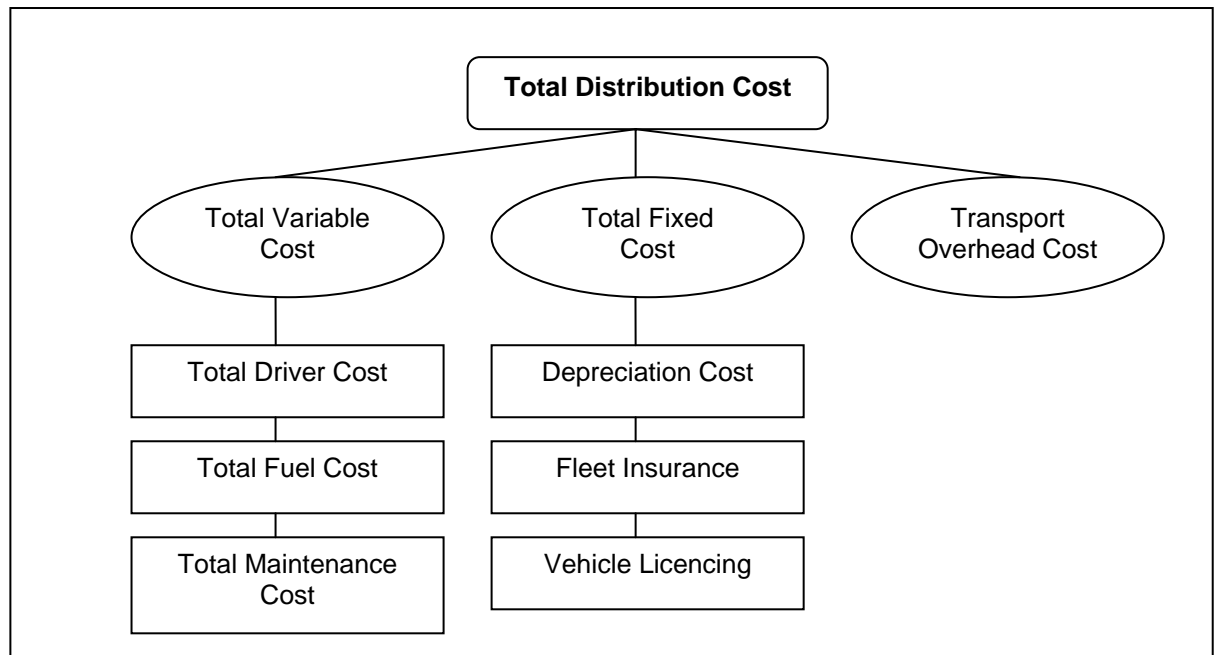 Total Distribution Cost
Total Variable
Cost
Total Fixed
Cost
Transport
Overhead Cost
Total Driver Cost
Depreciation Cost
Total Fuel Cost
Fleet Insurance
Total Maintenance
Cost
Vehicle Licencing